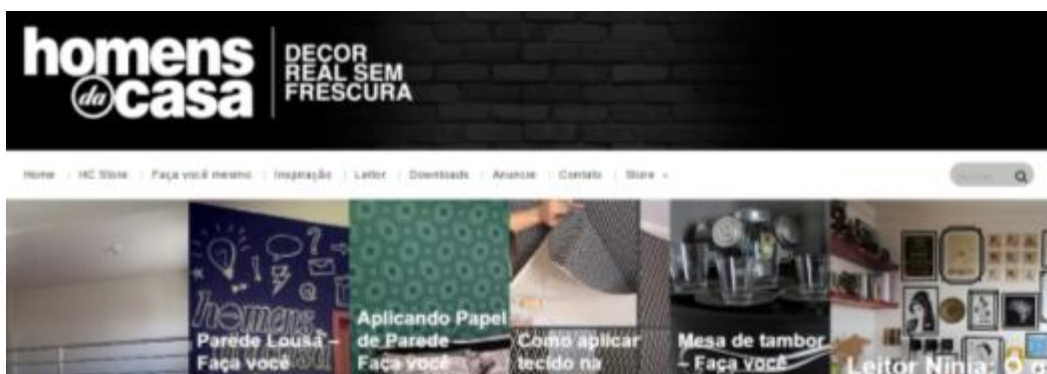 homens
da casa
DECOR
REAL SEM
FRESCURA
Home
HC Store
Faça você mesmo
Inspiração
Leitor
Downloads
Anuncie
Contato
Store
homens
Parede Lousa –
Faça você
Aplicando Papel
de Parede –
Faça você
Como aplicar
tecido na
Mesa de tambor
– Faça você
Leitor Ninja: O